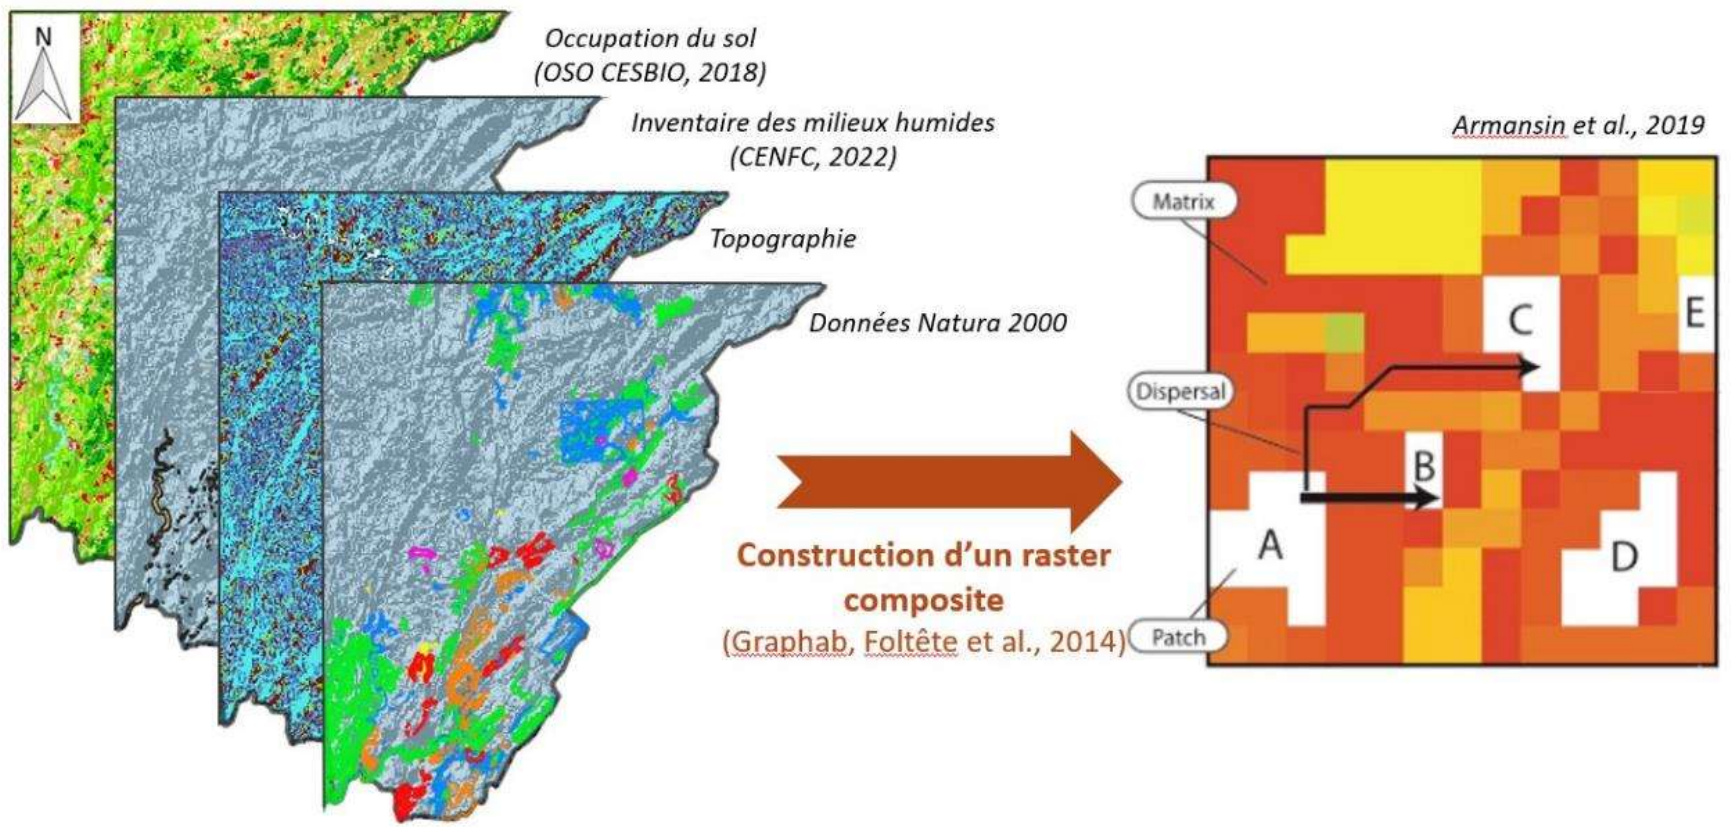 N
Occupation du sol
(OSO CESBIO, 2018)
Inventaire des milieux humides
(CENFC, 2022)
Topographie
Données Natura 2000
Construction d'un raster
composite
(Graphab, Foltête et al., 2014)
Armansin et al., 2019
Matrix
Dispersal
Patch
C
E
B
A
D